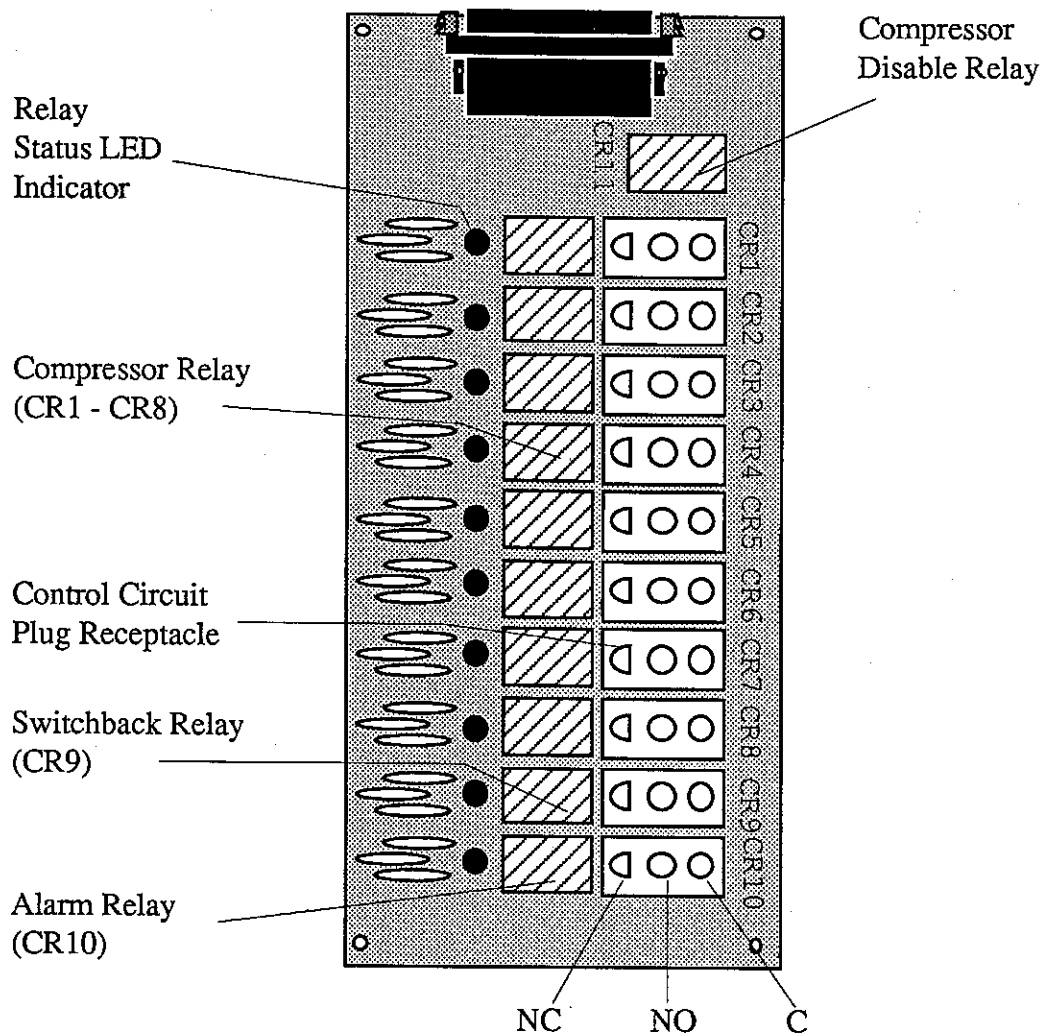 Compressor
Disable Relay
Relay
Status LED
Indicator
CR11
CR1
CR2
Compressor Relay
(CR1 - CR8)
CR3
CR4
CR5
Control Circuit
Plug Receptacle
CR6
CR7
Switchback Relay
(CR9)
CR8
CR9
CR10
Alarm Relay
(CR10)
NC
NO
C